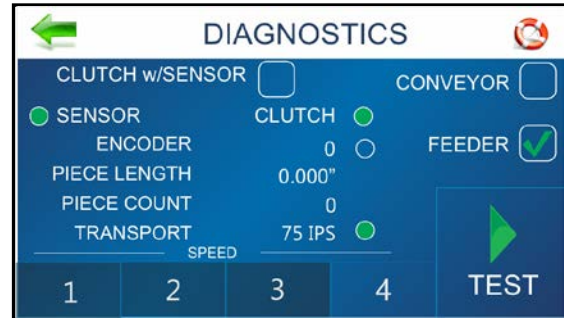 DIAGNOSTICS
CLUTCH w/SENSOR
CONVEYOR
SENSOR CLUTCH
ENCODER 0
FEEDER
PIECE LENGTH 0.000”
PIECE COUNT 0
TRANSPORT 75 IPS
SPEED
1 2 3 4 TEST